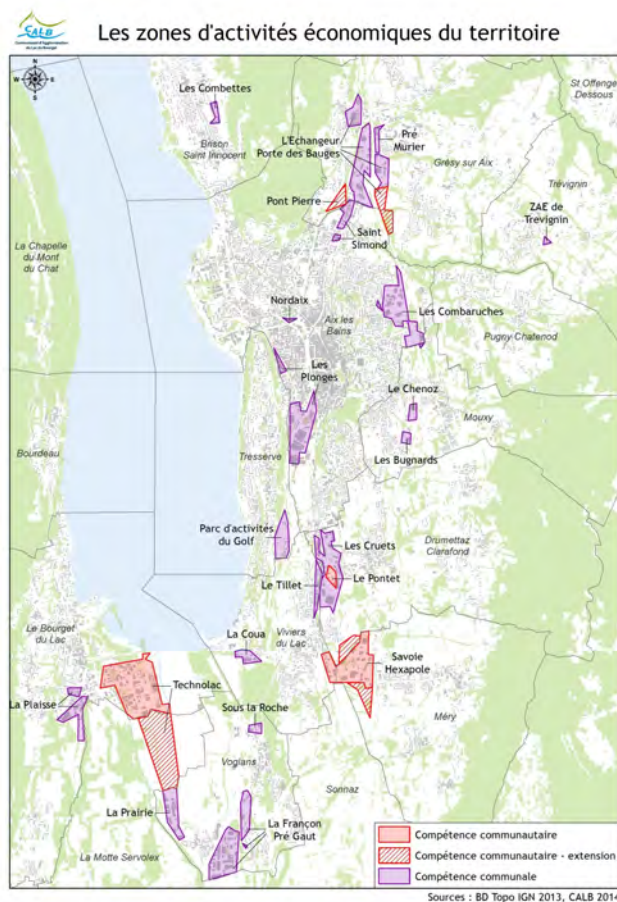 CALB
Les zones d'activités économiques du territoire
N
W
E
S
Les Combettes
St Offenge
Dessous
Brison
Saint Innocent
L'Echangeur
Porte des Bauges
Pré
Murier
Grésy sur Aix
Trévignin
Pont Pierre
ZAE de
Trévignin
Saint
Simond
La Chapelle
du Mont
du Chat
Nordaix
Aix les
Bains
Les Combaruches
Pugny Chatenod
Les
Plonges
Le Chenoz
Mouxy
Bourdeau
Tresserve
Les Bugnards
Parc d'activités
du Golf
Les Cruets
Drumettaz
Clarafond
Le Tillet
Le Pontet
Le Bourget
du Lac
La Coua
Viviers
du Lac
Savoie
Hexapole
Technolac
La Plaisse
Sous la Roche
Méry
Voglans
Sonnaz
La Prairie
La Françon
Pré Gaut
La Motte Servolex
Compétence communautaire
Compétence communautaire - extension
Compétence communale
Sources : BD Topo IGN 2013, CALB 2014